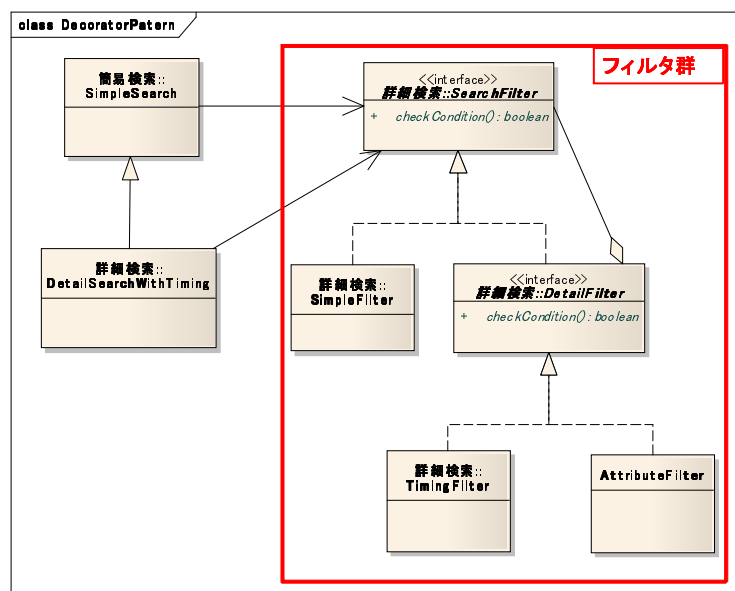 class DecoratorPatern
フィルタ群
簡易検索::
SimpleSearch
<<interface>>
詳細検索::SearchFilter
+ checkCondition() : boolean
詳細検索::
DetailSearchWithTiming
詳細検索::
SimpleFilter
<<interface>>
詳細検索::DetailFilter
+ checkCondition() : boolean
詳細検索::
TimingFilter
AttributeFilter